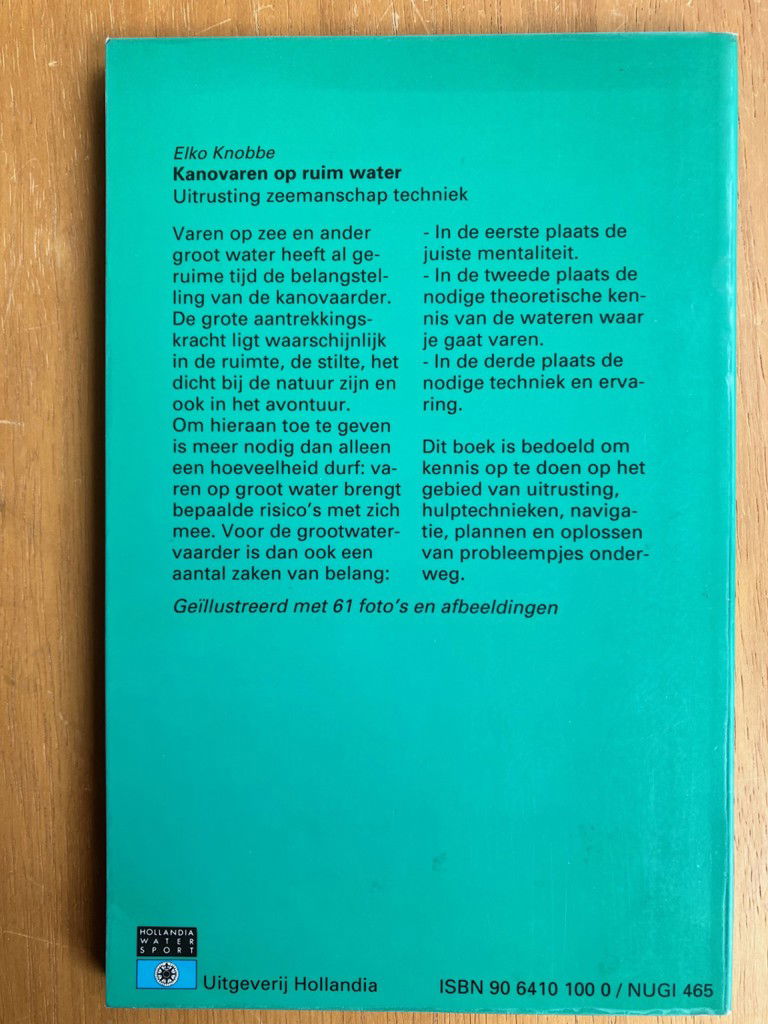 Elko Knobbe
Kanovaren op ruim water
Uitrusting zeemanschap techniek
Varen op zee en ander
groot water heeft al ge-
ruime tijd de belangstel-
ling van de kanovaarder.
De grote aantrekkings-
kracht ligt waarschijnlijk
in de ruimte, de stilte, het
dicht bij de natuur zijn en
ook in het avontuur.
Om hieraan toe te geven
is meer nodig dan alleen
een hoeveelheid durf: va-
ren op groot water brengt
bepaalde risico's met zich
mee. Voor de grootwater-
vaarder is dan ook een
aantal zaken van belang:
- In de eerste plaats de
juiste mentaliteit.
- In de tweede plaats de
nodige theoretische ken-
nis van de wateren waar
je gaat varen.
- In de derde plaats de
nodige techniek en erva-
ring.
Dit boek is bedoeld om
kennis op te doen op het
gebied van uitrusting,
hulptechnieken, naviga-
tie, plannen en oplossen
van probleempjes onder-
weg.
Geïllustreerd met 61 foto's en afbeeldingen
HOLLANDIA
WATER
SPORT
Uitgeverij Hollandia
ISBN 90 6410 100 0 / NUGI 465